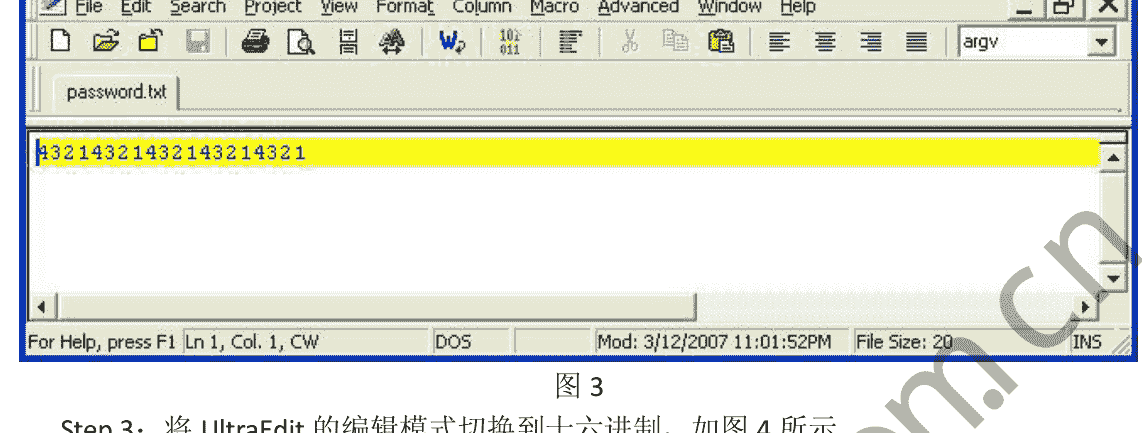 File Edit Search Project View Format Column Macro Advanced Window Help
argv
password.txt
43214321432143214321
For Help, press F1 Ln 1, Col. 1, CW DOS Mod: 3/12/2007 11:01:52PM File Size: 20 INS
图 3
Step 3：将 UltraEdit 的编辑模式切换到十六进制，如图 4 所示
om.cn